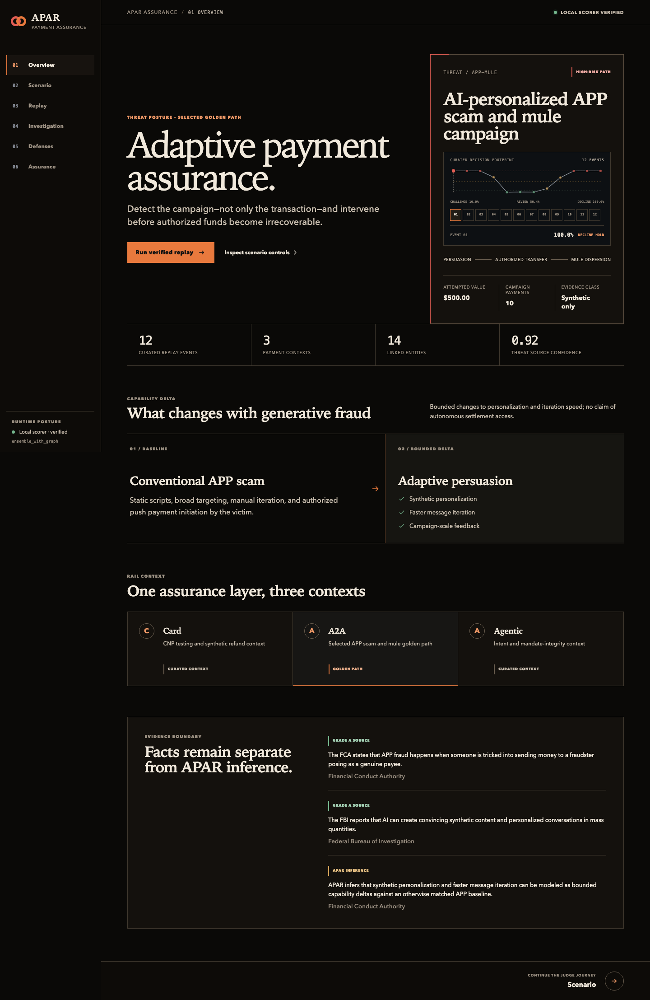 APAR
PAYMENT ASSURANCE
01 Overview
02 Scenario
03 Replay
04 Investigation
05 Defenses
06 Assurance
RUNTIME POSTURE
Local scorer · verified
ensemble_with_graph
APAR ASSURANCE / 01 OVERVIEW
LOCAL SCORER VERIFIED
THREAT POSTURE · SELECTED GOLDEN PATH
Adaptive payment
assurance.
Detect the campaign—not only the transaction—and intervene
before authorized funds become irrecoverable.
Run verified replay →
Inspect scenario controls
THREAT / APP–MULE
HIGH-RISK PATH
AI-personalized APP
scam and mule
campaign
CURATED DECISION FOOTPRINT
12 EVENTS
CHALLENGE 10.0%
REVIEW 50.4%
DECLINE 100.0%
01 02 03 04 05 06 07 08 09 10 11 12
EVENT 01
100.0% DECLINE HOLD
PERSUASION
AUTHORIZED TRANSFER
MULE DISPERSION
ATTEMPTED VALUE
$500.00
CAMPAIGN
PAYMENTS
10
EVIDENCE CLASS
Synthetic
only
12
CURATED REPLAY EVENTS
3
PAYMENT CONTEXTS
14
LINKED ENTITIES
0.92
THREAT-SOURCE CONFIDENCE
CAPABILITY DELTA
What changes with generative fraud
Bounded changes to personalization and iteration speed; no claim of
autonomous settlement access.
01 / BASELINE
Conventional APP scam
Static scripts, broad targeting, manual iteration, and authorized
push payment initiation by the victim.
→
02 / BOUNDED DELTA
Adaptive persuasion
Synthetic personalization
Faster message iteration
Campaign-scale feedback
RAIL CONTEXT
One assurance layer, three contexts
C
Card
CNP testing and synthetic refund context
CURATED CONTEXT
A
A2A
Selected APP scam and mule golden path
GOLDEN PATH
A
Agentic
Intent and mandate-integrity context
CURATED CONTEXT
EVIDENCE BOUNDARY
Facts remain separate
from APAR inference.
GRADE A SOURCE
The FCA states that APP fraud happens when someone is tricked into sending money to a fraudster
posing as a genuine payee.
Financial Conduct Authority
GRADE A SOURCE
The FBI reports that AI can create convincing synthetic content and personalized conversations in mass
quantities.
Federal Bureau of Investigation
APAR INFERENCE
APAR infers that synthetic personalization and faster message iteration can be modeled as bounded
capability deltas against an otherwise matched APP baseline.
Financial Conduct Authority
CONTINUE THE JUDGE JOURNEY
Scenario
→